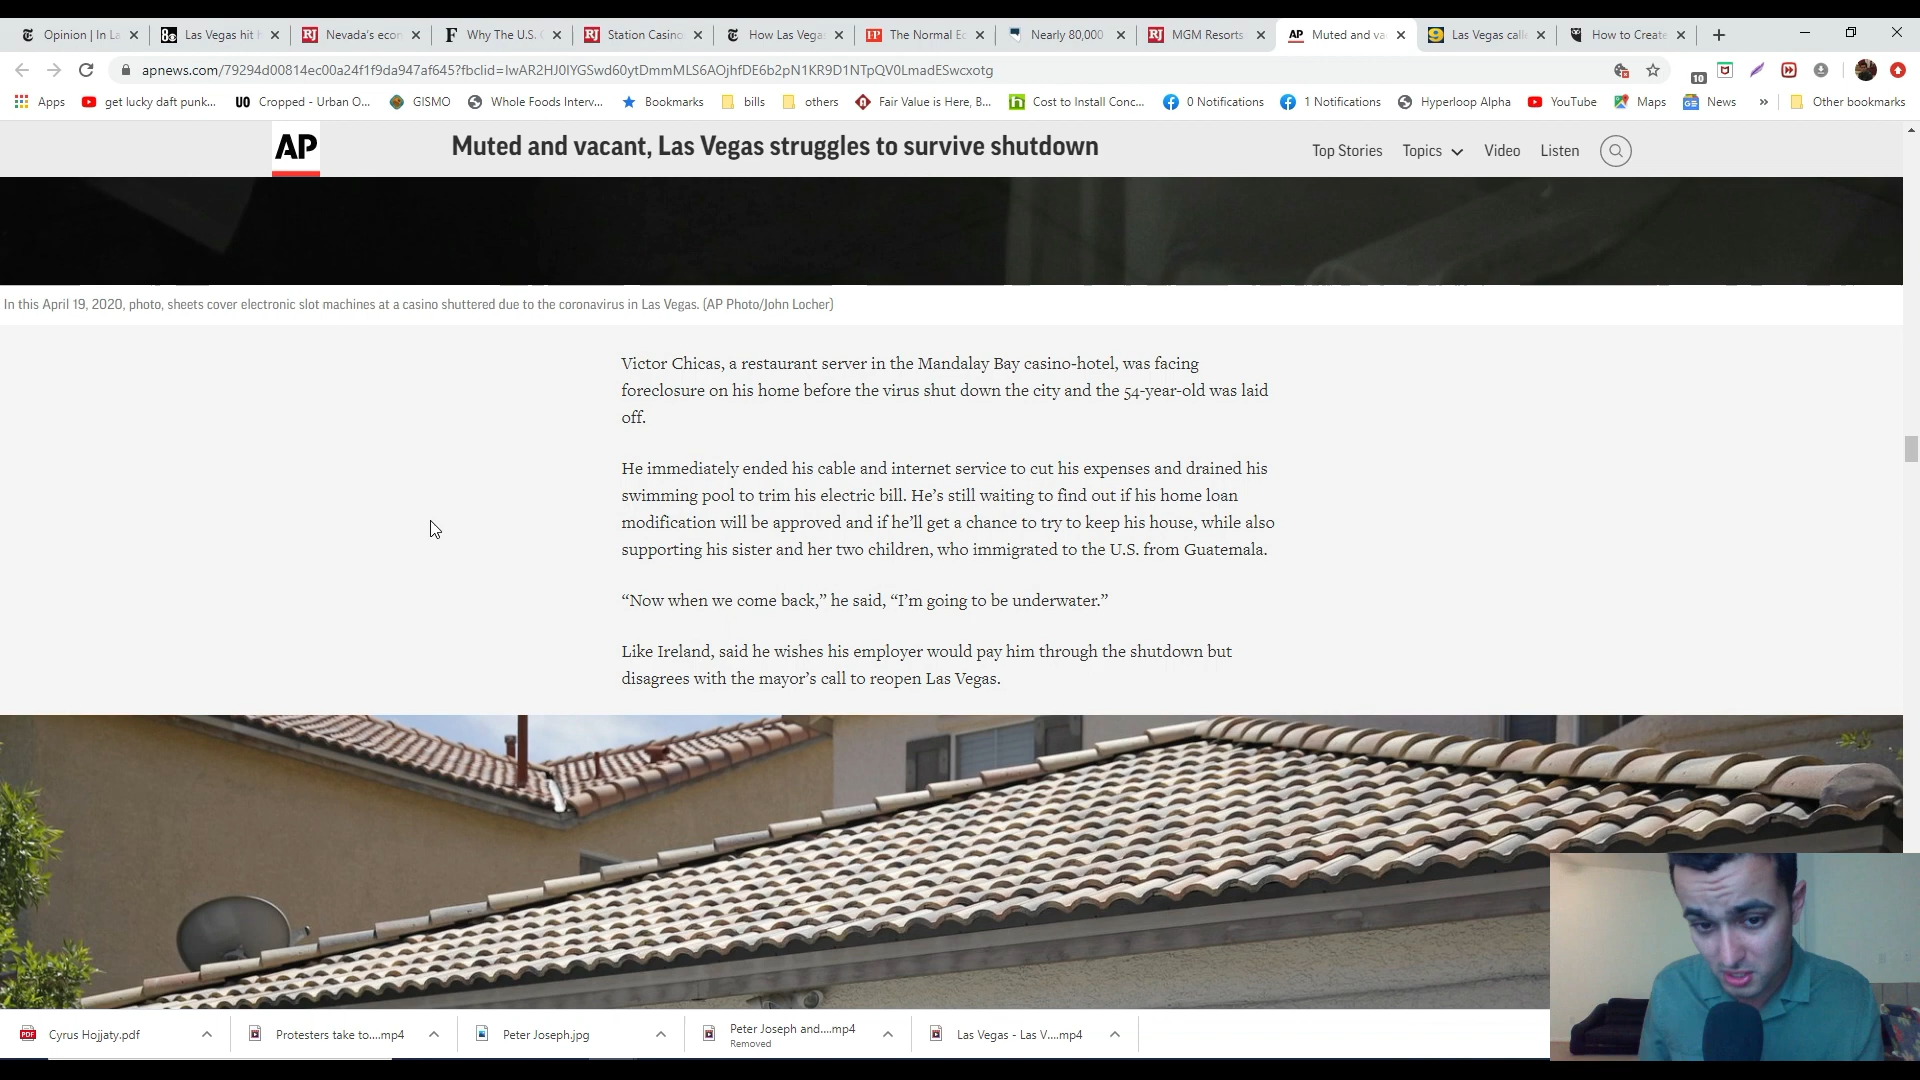 Opinion | In La
Las Vegas hit h
Nevada's econ
Why The U.S.
Station Casino
How Las Vegas
The Normal Ec
Nearly 80,000
MGM Resorts
Muted and va
Las Vegas calle
How to Create
apnews.com/79294d00814ec00a24f1f9da947af645?fbclid=IwAR2HJ0IYGSwd60ytDmmMLS6AOjhfDE6b2pN1KR9D1NTpQV0LmadESwcxotg
10
Apps
get lucky daft punk...
UO Cropped - Urban O...
GISMO
Whole Foods Interv...
Bookmarks
bills
others
Fair Value is Here, B...
Cost to Install Conc...
0 Notifications
1 Notifications
Hyperloop Alpha
YouTube
Maps
News
»
Other bookmarks
AP
Muted and vacant, Las Vegas struggles to survive shutdown
Top Stories
Topics
Video
Listen
In this April 19, 2020, photo, sheets cover electronic slot machines at a casino shuttered due to the coronavirus in Las Vegas. (AP Photo/John Locher)
Victor Chicas, a restaurant server in the Mandalay Bay casino-hotel, was facing
foreclosure on his home before the virus shut down the city and the 54-year-old was laid
off.
He immediately ended his cable and internet service to cut his expenses and drained his
swimming pool to trim his electric bill. He's still waiting to find out if his home loan
modification will be approved and if he'll get a chance to try to keep his house, while also
supporting his sister and her two children, who immigrated to the U.S. from Guatemala.
“Now when we come back,” he said, “I'm going to be underwater.”
Like Ireland, said he wishes his employer would pay him through the shutdown but
disagrees with the mayor's call to reopen Las Vegas.
Cyrus Hojjaty.pdf
Protesters take to....mp4
Peter Joseph.jpg
Peter Joseph and....mp4
Removed
Las Vegas - Las V....mp4